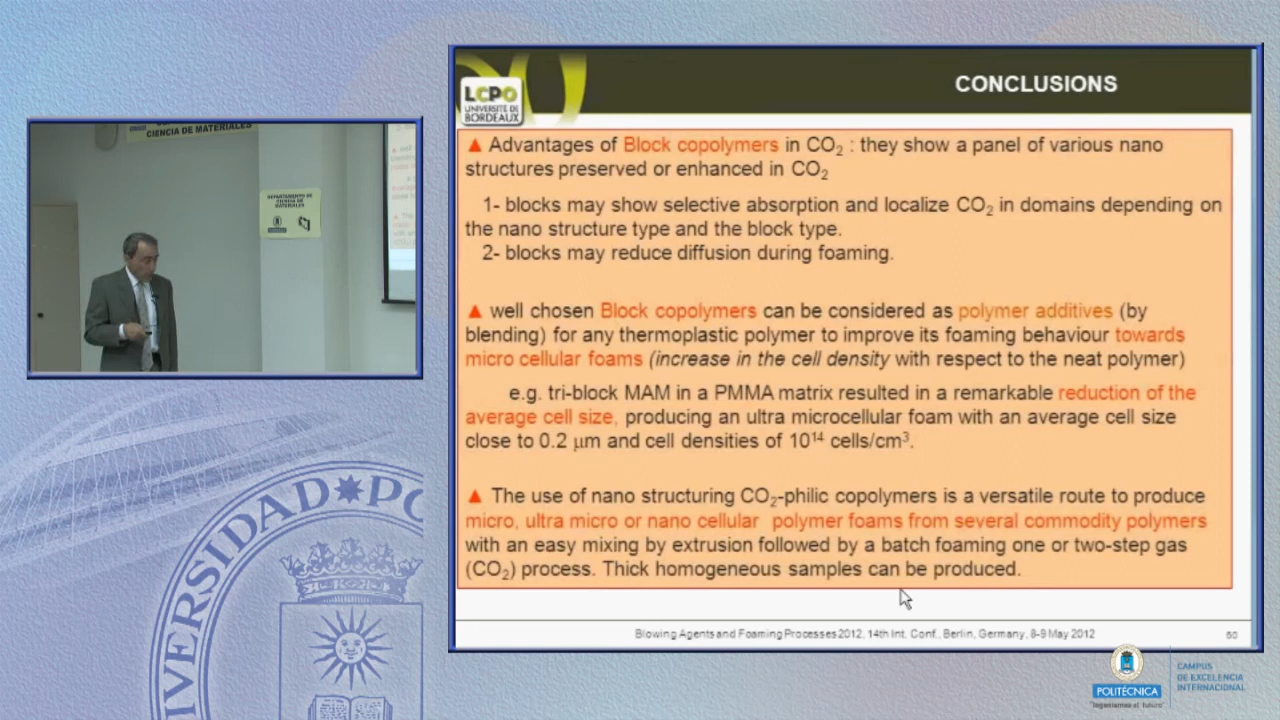 CIENCIA DE MATERIALES
DEPARTAMENTO DE
CIENCIA DE
MATERIALES
LCPO
UNIVERSITÉ DE
BORDEAUX
CONCLUSIONS
▲ Advantages of Block copolymers in CO₂ : they show a panel of various nano
structures preserved or enhanced in CO₂
1- blocks may show selective absorption and localize CO₂ in domains depending on
the nano structure type and the block type.
2- blocks may reduce diffusion during foaming.
▲ well chosen Block copolymers can be considered as polymer additives (by
blending) for any thermoplastic polymer to improve its foaming behaviour towards
micro cellular foams (increase in the cell density with respect to the neat polymer)
e.g. tri-block MAM in a PMMA matrix resulted in a remarkable reduction of the
average cell size, producing an ultra microcellular foam with an average cell size
close to 0.2 μm and cell densities of 10¹⁴ cells/cm³.
▲ The use of nano structuring CO₂-philic copolymers is a versatile route to produce
micro, ultra micro or nano cellular polymer foams from several commodity polymers
with an easy mixing by extrusion followed by a batch foaming one or two-step gas
(CO₂) process. Thick homogeneous samples can be produced.
Blowing Agents and Foaming Processes 2012, 14th Int. Conf., Berlin, Germany, 8-9 May 2012
60
UNIVERSIDAD PO
POLITÉCNICA
"Ingeniamos el futuro"
CAMPUS
DE EXCELENCIA
INTERNACIONAL